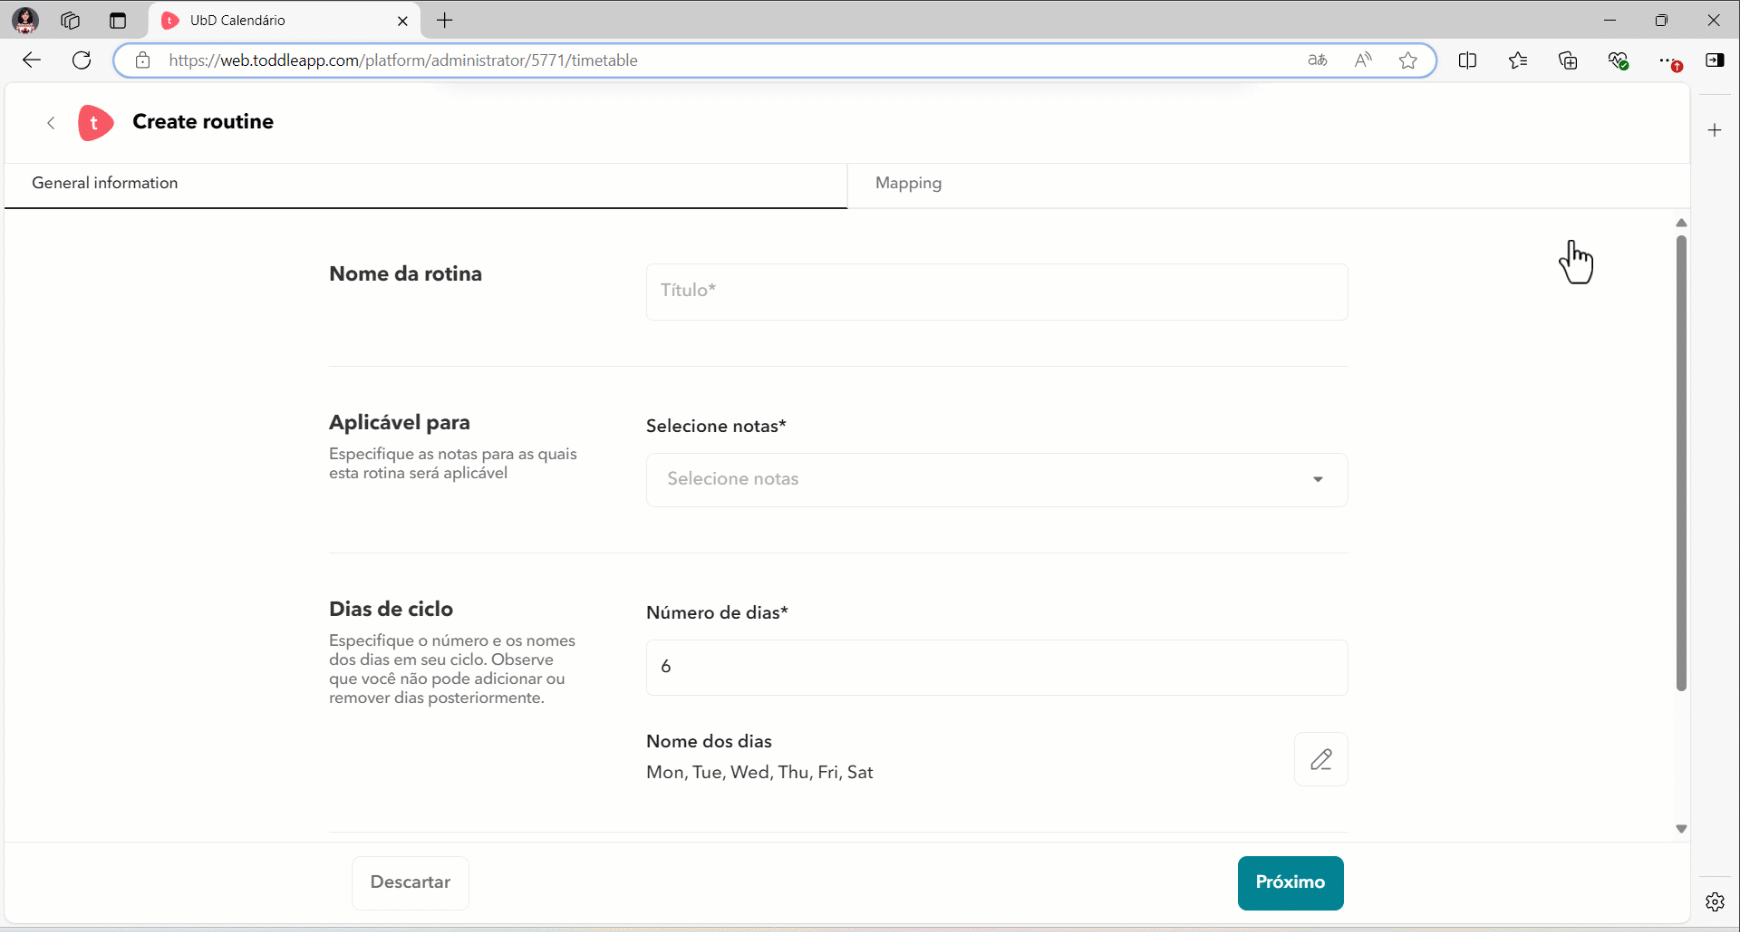 UbD Calendário
https://web.toddleapp.com/platform/administrator/5771/timetable
t
Create routine
General information
Mapping
Nome da rotina
Título*
Aplicável para
Especifique as notas para as quais
esta rotina será aplicável
Selecione notas*
Selecione notas
Dias de ciclo
Especifique o número e os nomes
dos dias em seu ciclo. Observe
que você não pode adicionar ou
remover dias posteriormente.
Número de dias*
6
Nome dos dias
Mon, Tue, Wed, Thu, Fri, Sat
Descartar
Próximo